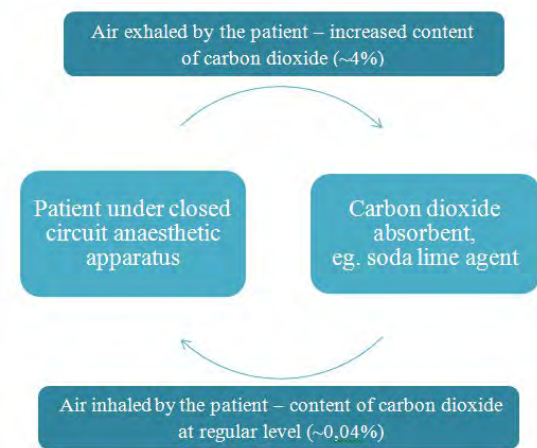 Air exhaled by the patient – increased content
of carbon dioxide (~4%)
Patient under closed
circuit anaesthetic
apparatus
Carbon dioxide
absorbent,
eg. soda lime agent
Air inhaled by the patient – content of carbon dioxide
at regular level (~0,04%)